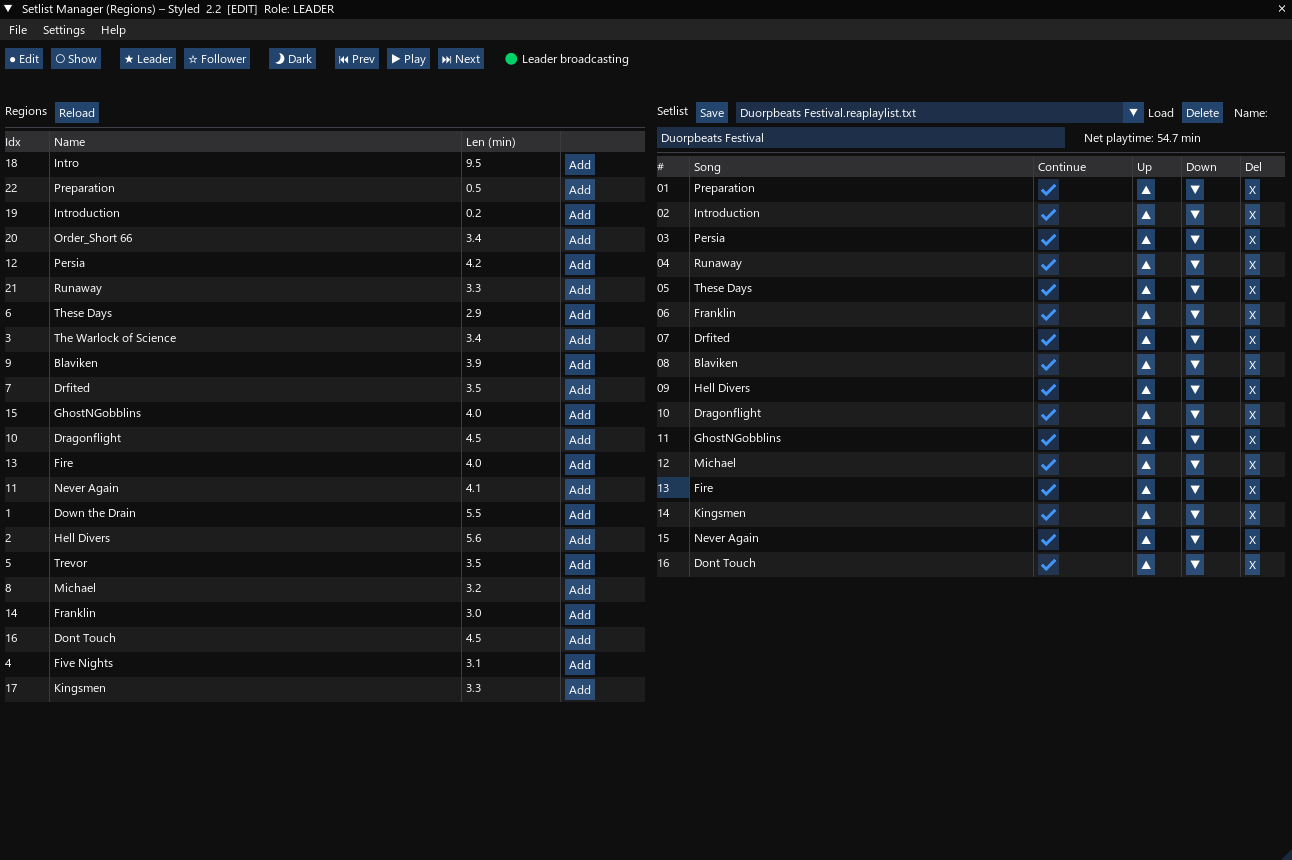 Setlist Manager (Regions) – Styled 2.2 [EDIT] Role: LEADER
File Settings Help
Edit Show Leader Follower Dark Prev Play Next Leader broadcasting
Regions Reload
Idx Name Len (min)
18 Intro 9.5 Add
22 Preparation 0.5 Add
19 Introduction 0.2 Add
20 Order_Short 66 3.4 Add
12 Persia 4.2 Add
21 Runaway 3.3 Add
6 These Days 2.9 Add
3 The Warlock of Science 3.4 Add
9 Blaviken 3.9 Add
7 Drfited 3.5 Add
15 GhostNGobblins 4.0 Add
10 Dragonflight 4.5 Add
13 Fire 4.0 Add
11 Never Again 4.1 Add
1 Down the Drain 5.5 Add
2 Hell Divers 5.6 Add
5 Trevor 3.5 Add
8 Michael 3.2 Add
14 Franklin 3.0 Add
16 Dont Touch 4.5 Add
4 Five Nights 3.1 Add
17 Kingsmen 3.3 Add
Setlist Save Duorpbeats Festival.reaplaylist.txt Load Delete Name:
Duorpbeats Festival Net playtime: 54.7 min
# Song Continue Up Down Del
01 Preparation X
02 Introduction X
03 Persia X
04 Runaway X
05 These Days X
06 Franklin X
07 Drfited X
08 Blaviken X
09 Hell Divers X
10 Dragonflight X
11 GhostNGobblins X
12 Michael X
13 Fire X
14 Kingsmen X
15 Never Again X
16 Dont Touch X